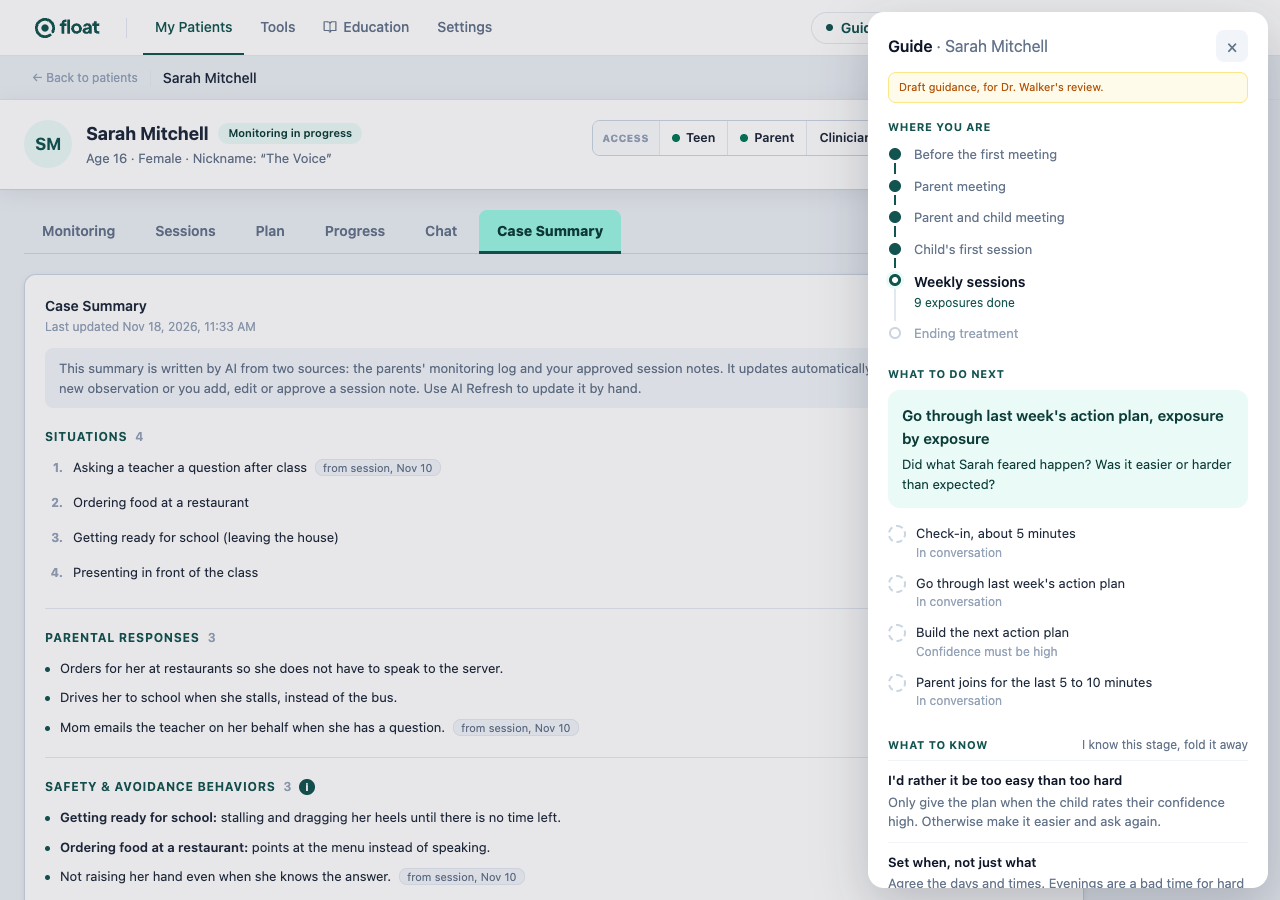 float
My Patients
Tools
Education
Settings
← Back to patients
Sarah Mitchell
SM
Sarah Mitchell
Monitoring in progress
Age 16 · Female · Nickname: “The Voice”
ACCESS
Teen
Parent
Monitoring
Sessions
Plan
Progress
Chat
Case Summary
Case Summary
Last updated Nov 18, 2026, 11:33 AM
This summary is written by AI from two sources: the parents' monitoring log and your approved session notes. It updates automatically
new observation or you add, edit or approve a session note. Use AI Refresh to update it by hand.
SITUATIONS 4
1. Asking a teacher a question after class from session, Nov 10
2. Ordering food at a restaurant
3. Getting ready for school (leaving the house)
4. Presenting in front of the class
PARENTAL RESPONSES 3
• Orders for her at restaurants so she does not have to speak to the server.
• Drives her to school when she stalls, instead of the bus.
• Mom emails the teacher on her behalf when she has a question. from session, Nov 10
SAFETY & AVOIDANCE BEHAVIORS 3 i
• Getting ready for school: stalling and dragging her heels until there is no time left.
• Ordering food at a restaurant: points at the menu instead of speaking.
• Not raising her hand even when she knows the answer. from session, Nov 10
Guide · Sarah Mitchell
×
Draft guidance, for Dr. Walker's review.
WHERE YOU ARE
Before the first meeting
Parent meeting
Parent and child meeting
Child's first session
Weekly sessions
9 exposures done
Ending treatment
WHAT TO DO NEXT
Go through last week's action plan, exposure
by exposure
Did what Sarah feared happen? Was it easier or harder
than expected?
Check-in, about 5 minutes
In conversation
Go through last week's action plan
In conversation
Build the next action plan
Confidence must be high
Parent joins for the last 5 to 10 minutes
In conversation
WHAT TO KNOW
I know this stage, fold it away
I'd rather it be too easy than too hard
Only give the plan when the child rates their confidence
high. Otherwise make it easier and ask again.
Set when, not just what
Agree the days and times. Evenings are a bad time for hard